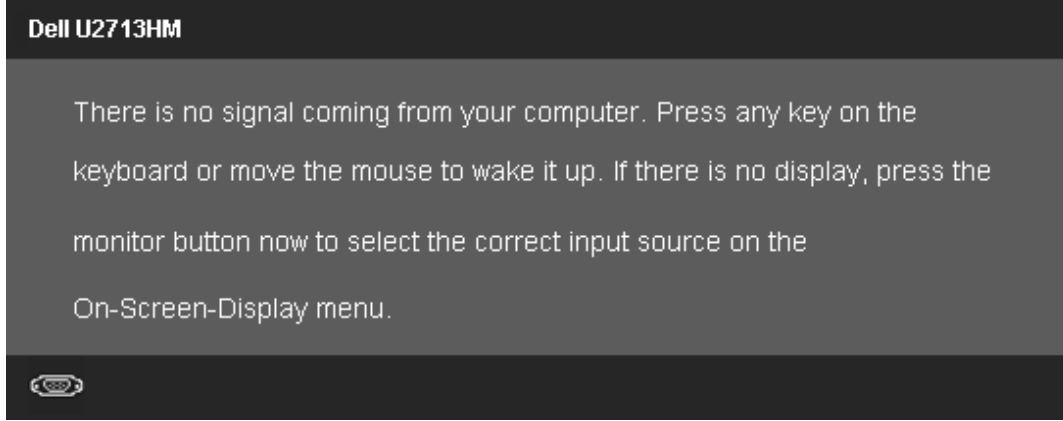 Dell U2713HM
There is no signal coming from your computer. Press any key on the
keyboard or move the mouse to wake it up. If there is no display, press the
monitor button now to select the correct input source on the
On-Screen-Display menu.